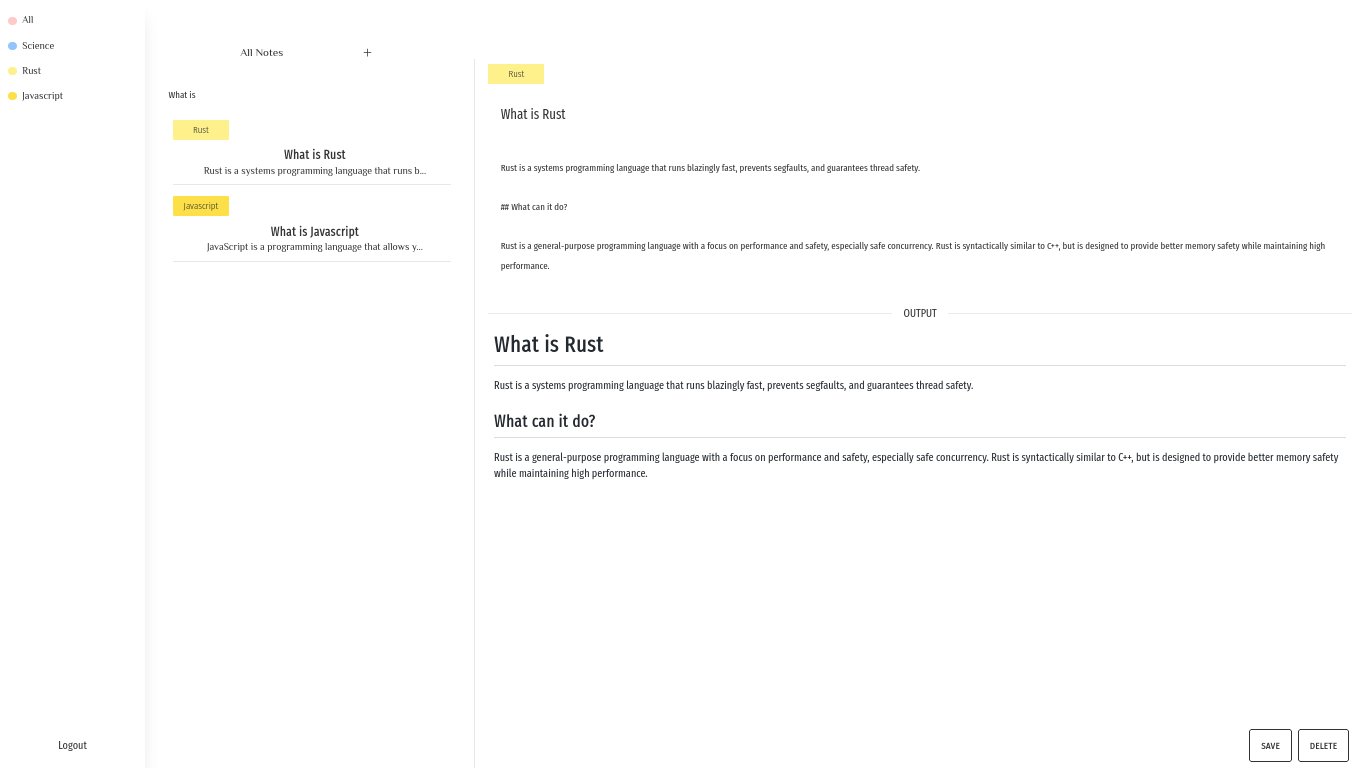 All
Science
Rust
Javascript
Logout
All Notes
+
What is
Rust
What is Rust
Rust is a systems programming language that runs b...
Javascript
What is Javascript
JavaScript is a programming language that allows y...
Rust
What is Rust
Rust is a systems programming language that runs blazingly fast, prevents segfaults, and guarantees thread safety.
## What can it do?
Rust is a general-purpose programming language with a focus on performance and safety, especially safe concurrency. Rust is syntactically similar to C++, but is designed to provide better memory safety while maintaining high
performance.
OUTPUT
What is Rust
Rust is a systems programming language that runs blazingly fast, prevents segfaults, and guarantees thread safety.
What can it do?
Rust is a general-purpose programming language with a focus on performance and safety, especially safe concurrency. Rust is syntactically similar to C++, but is designed to provide better memory safety
while maintaining high performance.
SAVE
DELETE